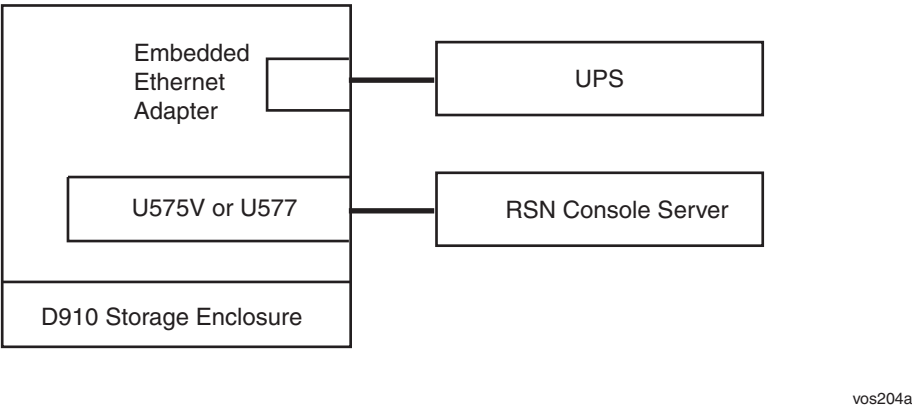 Embedded
Ethernet
Adapter
UPS
U575V or U577
RSN Console Server
D910 Storage Enclosure
vos204a